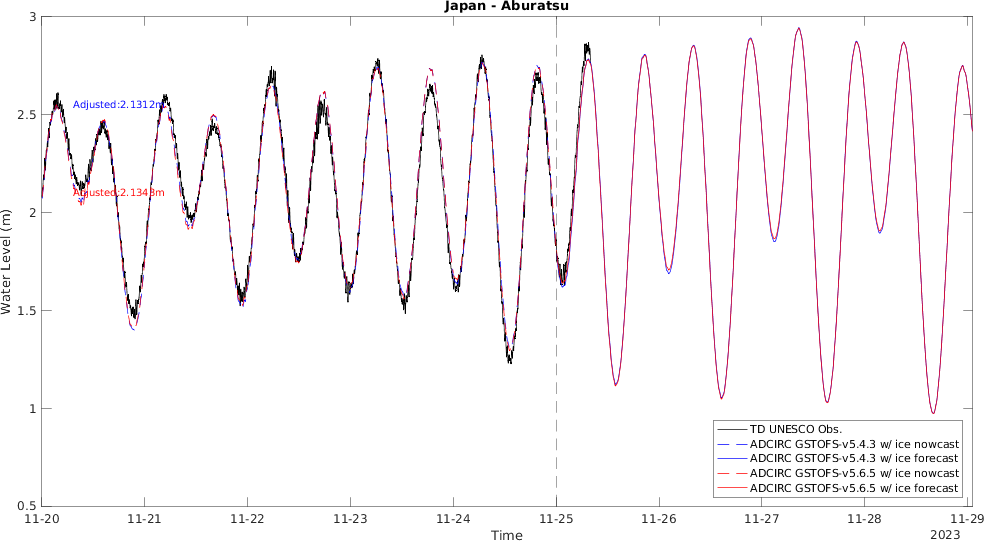 Japan - Aburatsu
3
2.5
2
1.5
1
0.5
Water Level (m)
Adjusted:2.1312m
Adjusted:2.1343m
TD UNESCO Obs.
ADCIRC GSTOFS-v5.4.3 w/ ice nowcast
ADCIRC GSTOFS-v5.4.3 w/ ice forecast
ADCIRC GSTOFS-v5.6.5 w/ ice nowcast
ADCIRC GSTOFS-v5.6.5 w/ ice forecast
11-20 11-21 11-22 11-23 11-24 11-25 11-26 11-27 11-28 11-29
Time
2023